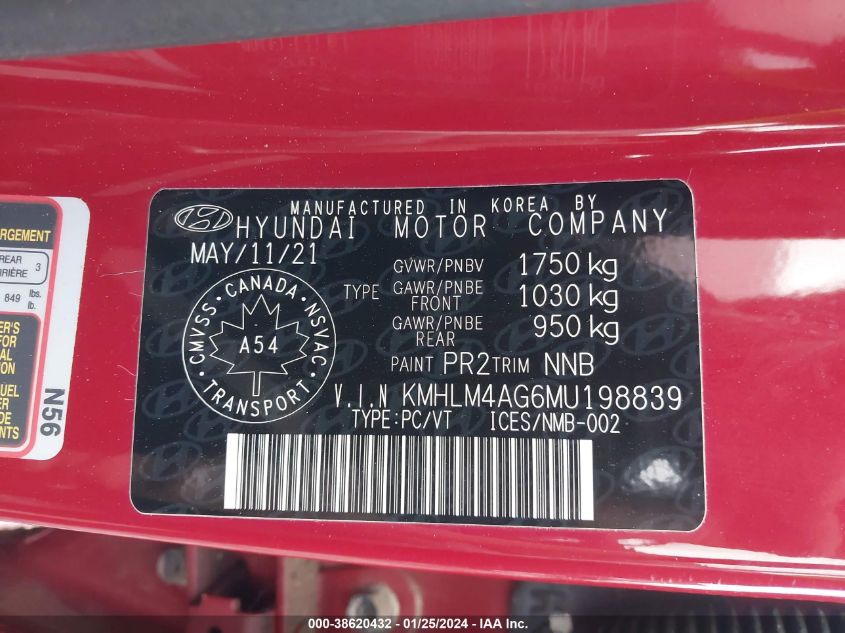 MANUFACTURED IN KOREA BY
HYUNDAI MOTOR COMPANY
MAY/11/21
GVWR/PNBV 1750 kg
TYPE
GAWR/PNBE FRONT 1030 kg
GAWR/PNBE REAR 950 kg
PAINT PR2 TRIM NNB
CMVSS • CANADA • NSVAC
A54
TRANSPORT
V.I.N KMHLM4AG6MU198839
TYPE:PC/VT ICES/NMB-002
REAR 3
849 lbs.
lb.
N56
000-38620432 - 01/25/2024 - IAA Inc.